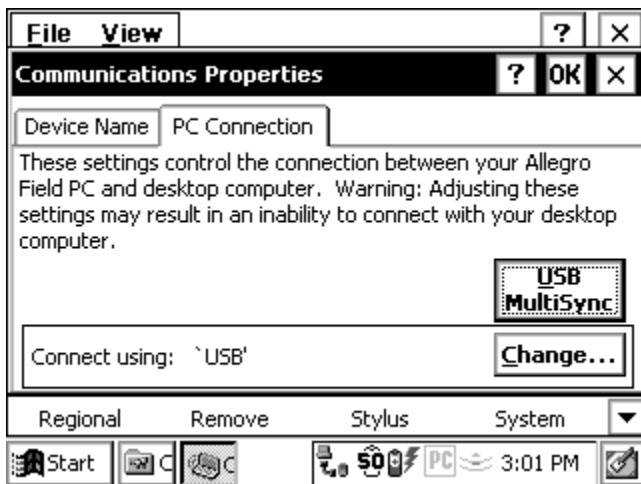 File View ? ×
Communications Properties ? OK ×
Device Name PC Connection
These settings control the connection between your Allegro
Field PC and desktop computer. Warning: Adjusting these
settings may result in an inability to connect with your desktop
computer.
USB
MultiSync
Connect using: `USB'
Change...
Regional Remove Stylus System
Start C C SO PC 3:01 PM